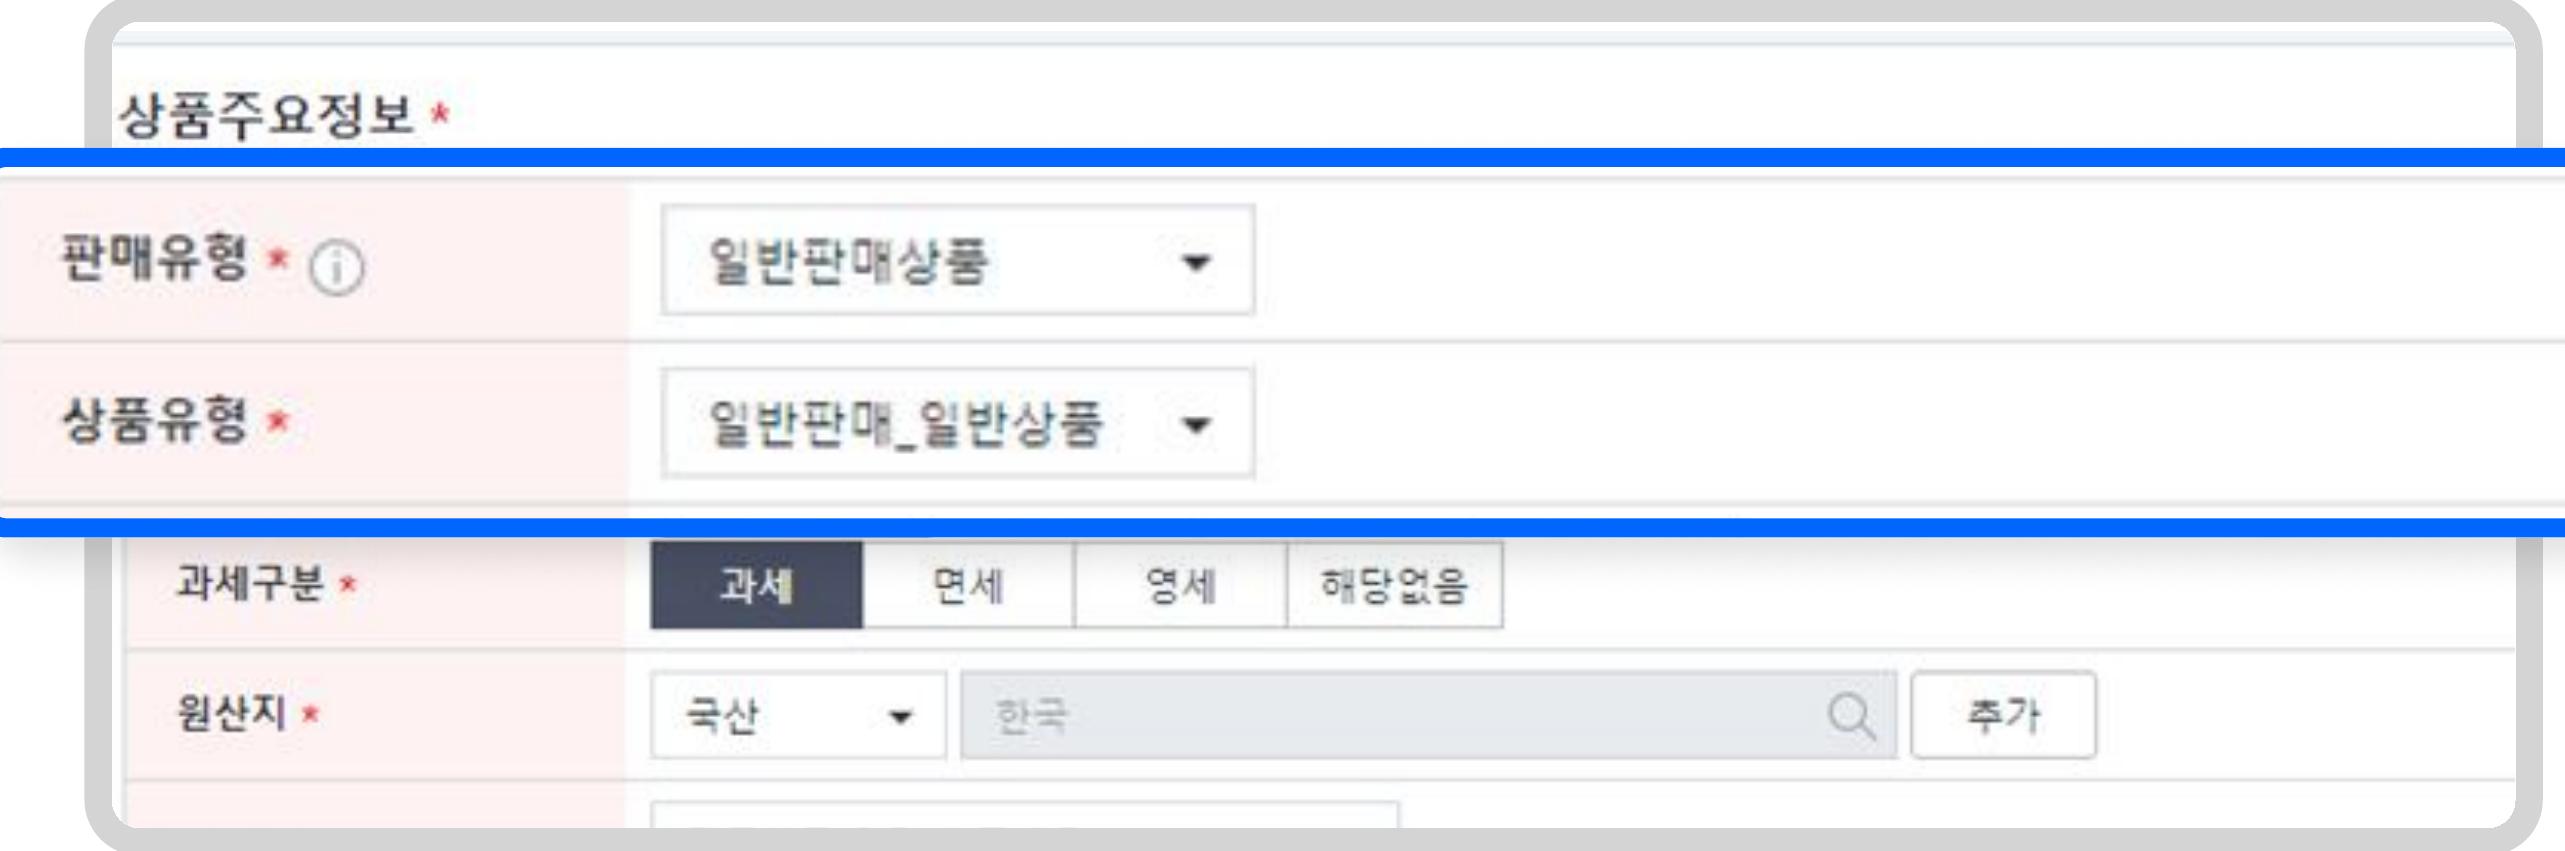 상품주요정보 *
판매유형 * ⓘ 일반판매상품
상품유형 * 일반판매_일반상품
과세구분 * 과세 면세 영세 해당없음
원산지 * 국산 한국 추가